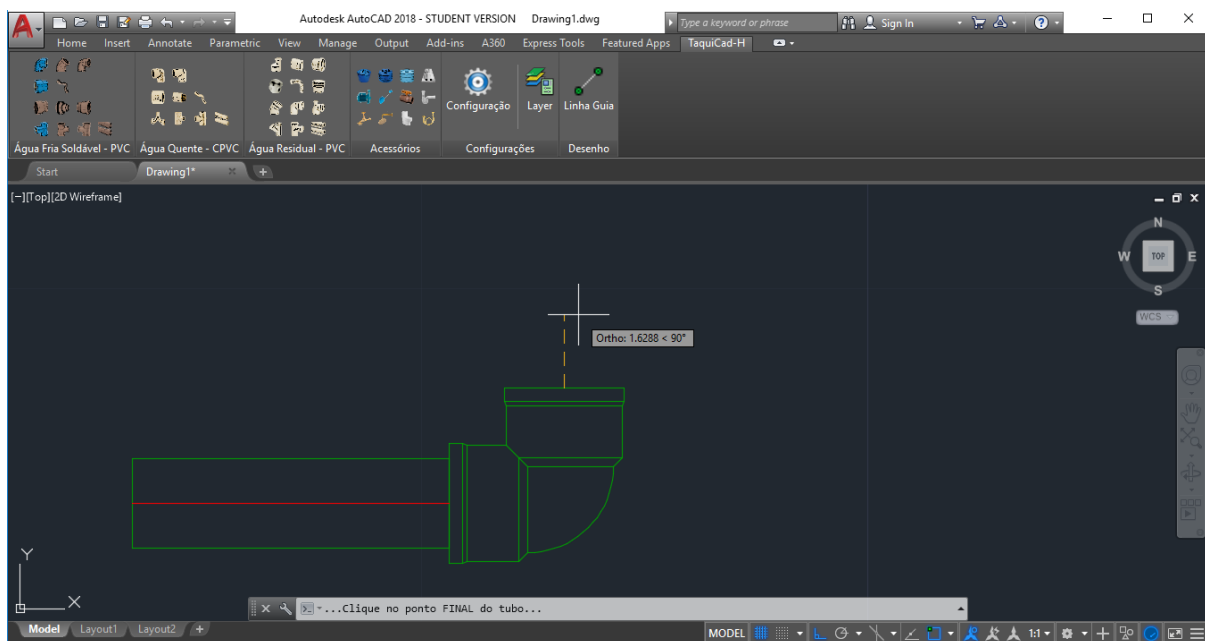 Autodesk AutoCAD 2018 - STUDENT VERSION Drawing1.dwg
Type a keyword or phrase
Sign In
Home Insert Annotate Parametric View Manage Output Add-ins A360 Express Tools Featured Apps TaquiCad-H
Configuração Layer Linha Guia
Água Fria Soldável - PVC Água Quente - CPVC Água Residual - PVC Acessórios Configurações Desenho
Start Drawing1*
[−][Top][2D Wireframe]
N
W TOP E
S
WCS
Ortho: 1.6288 < 90°
Y
X
...Clique no ponto FINAL do tubo...
Model Layout1 Layout2 +
MODEL 1:1